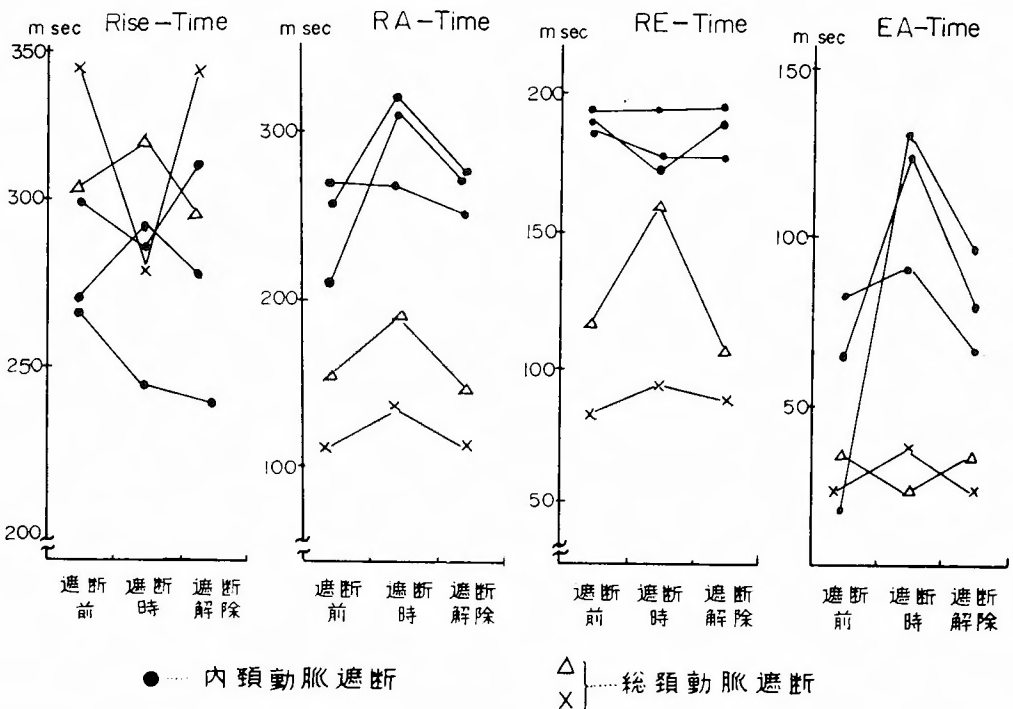 Rise-Time
m sec
350
300
250
200
遮断前
遮断時
遮断解除
RA-Time
m sec
300
200
100
遮断前
遮断時
遮断解除
RE-Time
m sec
200
150
100
50
遮断前
遮断時
遮断解除
EA-Time
m sec
150
100
50
遮断前
遮断時
遮断解除
●‥‥内頚動脈遮断
△
×
‥‥総頚動脈遮断